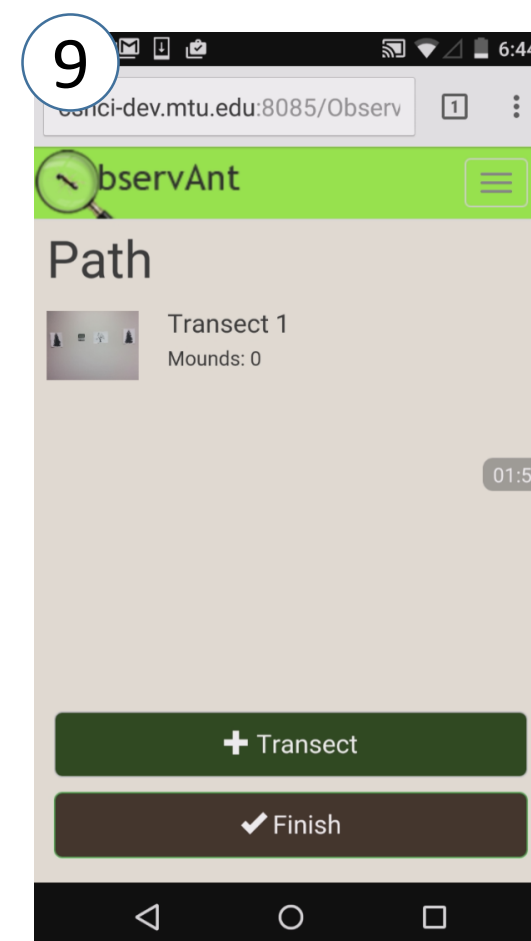 9
6:44
-dev.mtu.edu:8085/Observ
1
bservAnt
Path
Transect 1
Mounds: 0
01:5
+ Transect
✔ Finish